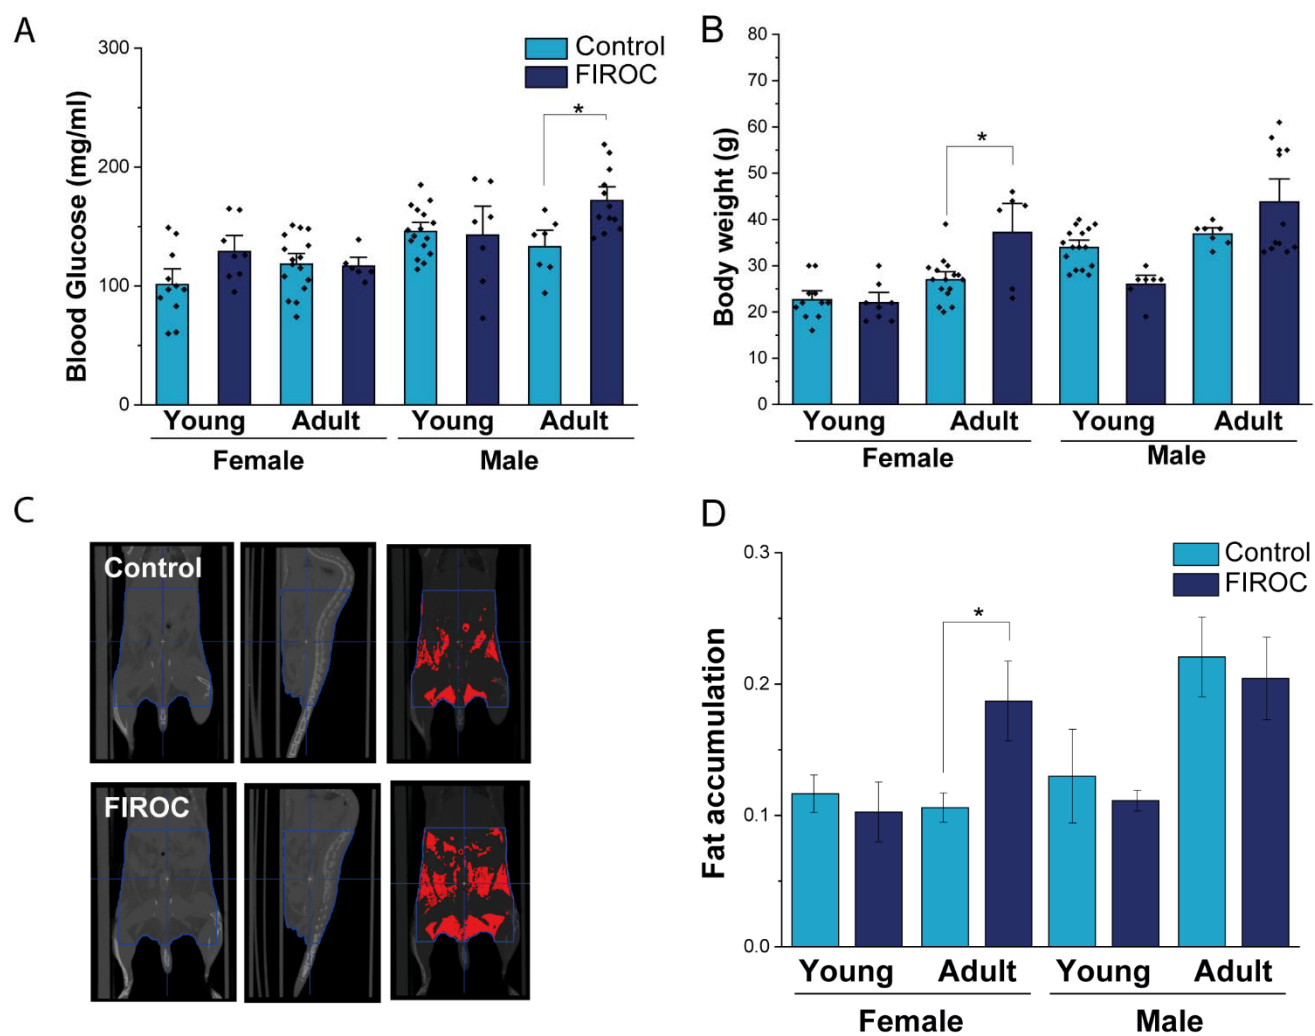 A
Blood Glucose (mg/ml)
300
200
100
0
Control
FIROC
*
Young Adult Young Adult
Female Male
B
Body weight (g)
80
70
60
50
40
30
20
10
0
*
Young Adult Young Adult
Female Male
C
Control
FIROC
D
Fat accumulation
0.3
0.2
0.1
0.0
Control
FIROC
*
Young Adult Young Adult
Female Male